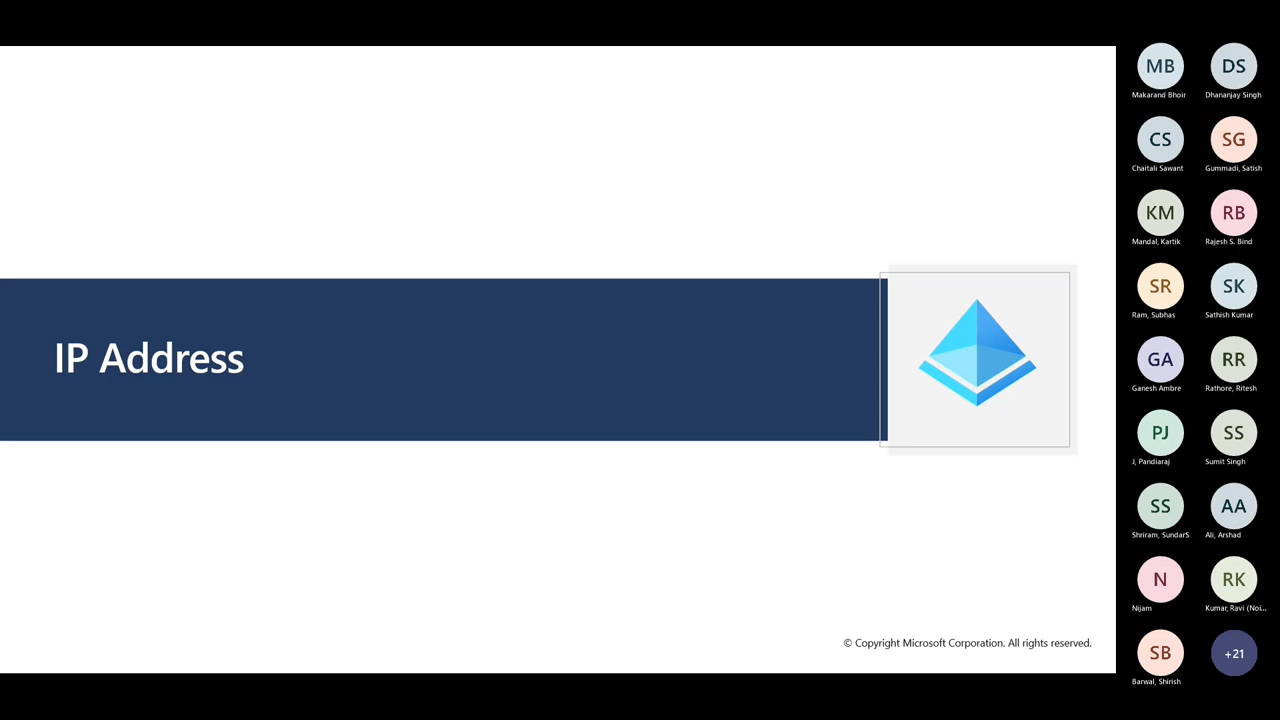 IP Address
© Copyright Microsoft Corporation. All rights reserved.
MB
Makarand Bhoir
DS
Dhananjay Singh
CS
Chaitali Sawant
SG
Gummadi, Satish
KM
Mandal, Kartik
RB
Rajesh S. Bind
SR
Ram, Subhas
SK
Sathish Kumar
GA
Ganesh Ambre
RR
Rathore, Ritesh
PJ
J, Pandiaraj
SS
Sumit Singh
SS
Shriram, SundarS
AA
Ali, Arshad
N
Nijam
RK
Kumar, Ravi (Noi...
SB
Barwal, Shirish
+21